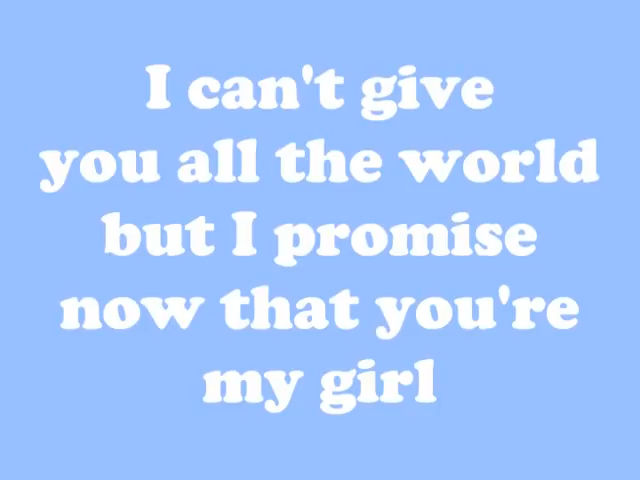 I can't give
you all the world
but I promise
now that you're
my girl